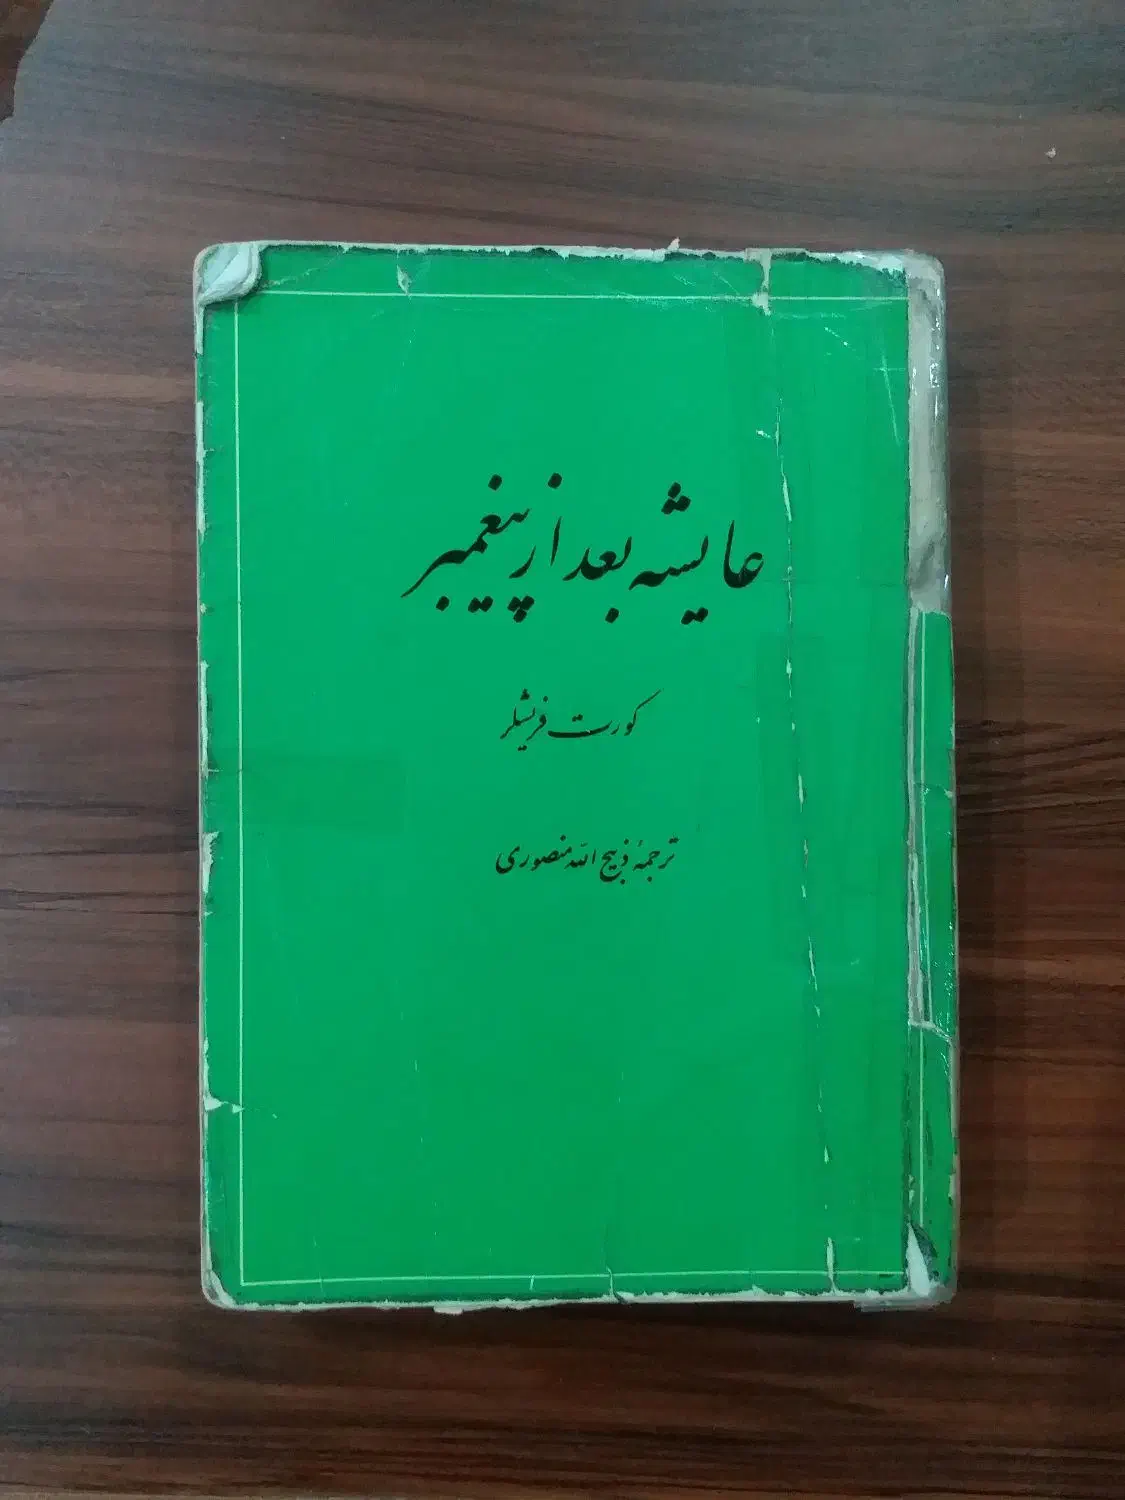 عایشه بعد از پیغمبر
کورت فریشلر
ترجمهٔ ذبیح الله منصوری